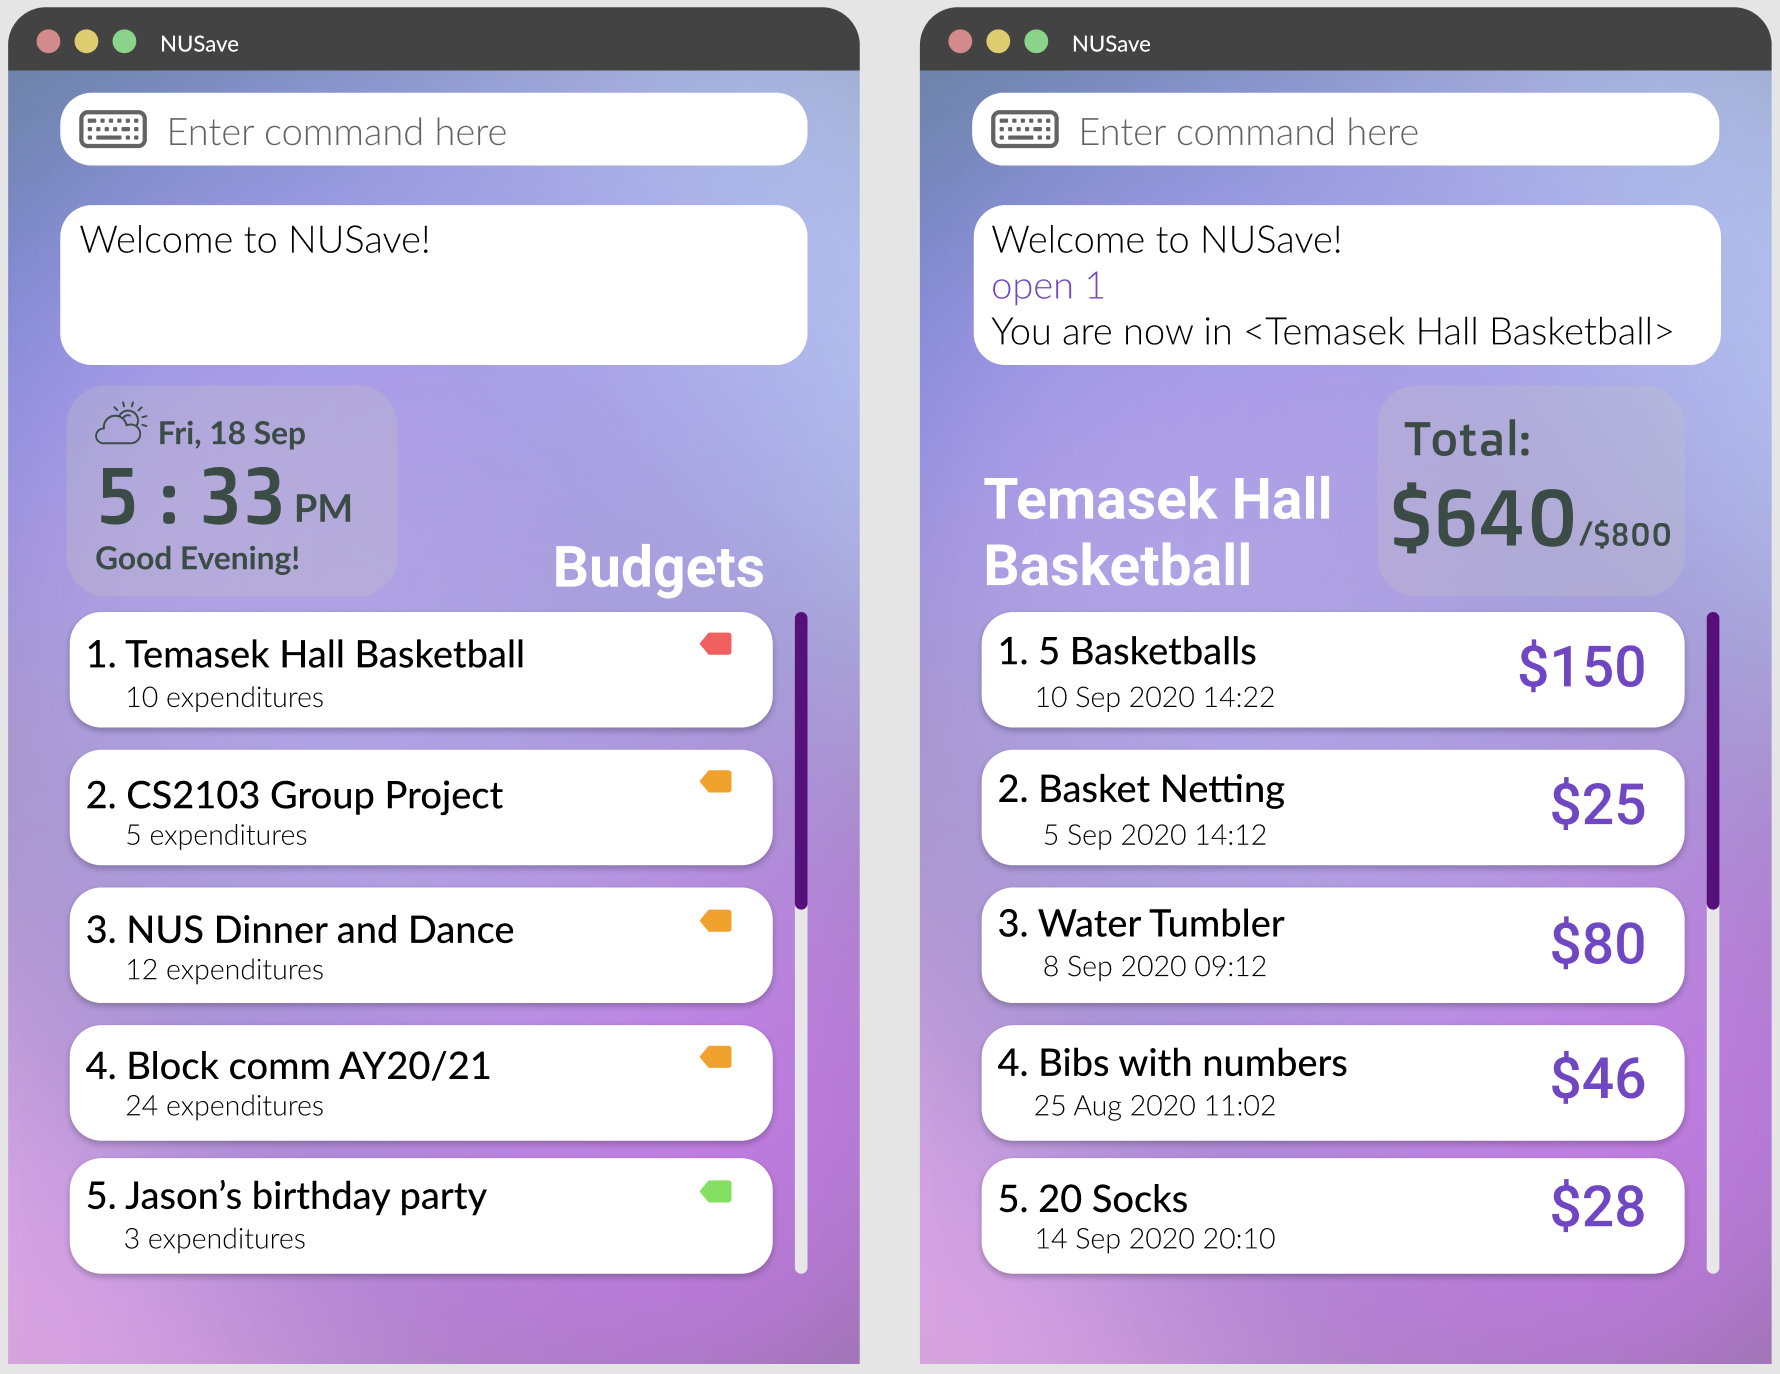 NUSave
Enter command here
Welcome to NUSave!
Fri, 18 Sep
5 : 33 PM
Good Evening!
Budgets
1. Temasek Hall Basketball
10 expenditures
2. CS2103 Group Project
5 expenditures
3. NUS Dinner and Dance
12 expenditures
4. Block comm AY20/21
24 expenditures
5. Jason’s birthday party
3 expenditures
NUSave
Enter command here
Welcome to NUSave!
open 1
You are now in <Temasek Hall Basketball>
Temasek Hall
Basketball
Total:
$640/$800
1. 5 Basketballs
10 Sep 2020 14:22
$150
2. Basket Netting
5 Sep 2020 14:12
$25
3. Water Tumbler
8 Sep 2020 09:12
$80
4. Bibs with numbers
25 Aug 2020 11:02
$46
5. 20 Socks
14 Sep 2020 20:10
$28